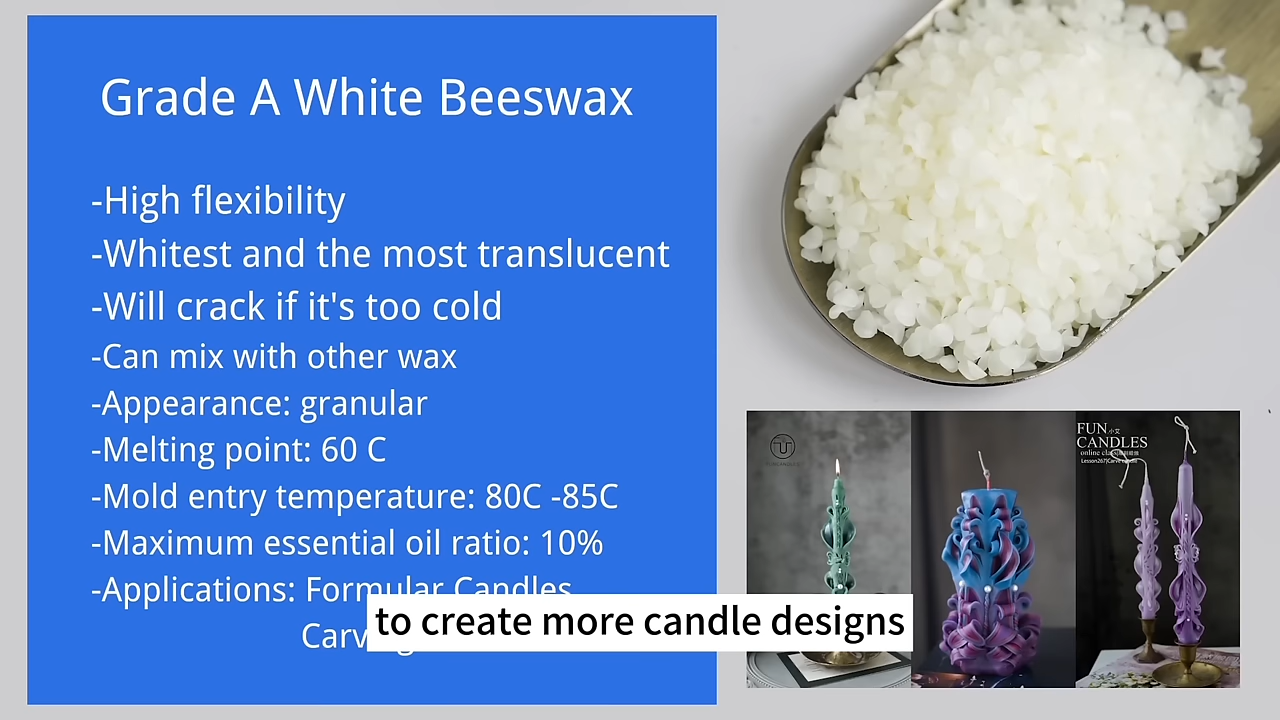 Grade A White Beeswax
-High flexibility
-Whitest and the most translucent
-Will crack if it's too cold
-Can mix with other wax
-Appearance: granular
-Melting point: 60 C
-Mold entry temperature: 80C -85C
-Maximum essential oil ratio: 10%
-Applications: Formular Candles
to create more candle designs
FUN
CANDLES
online class